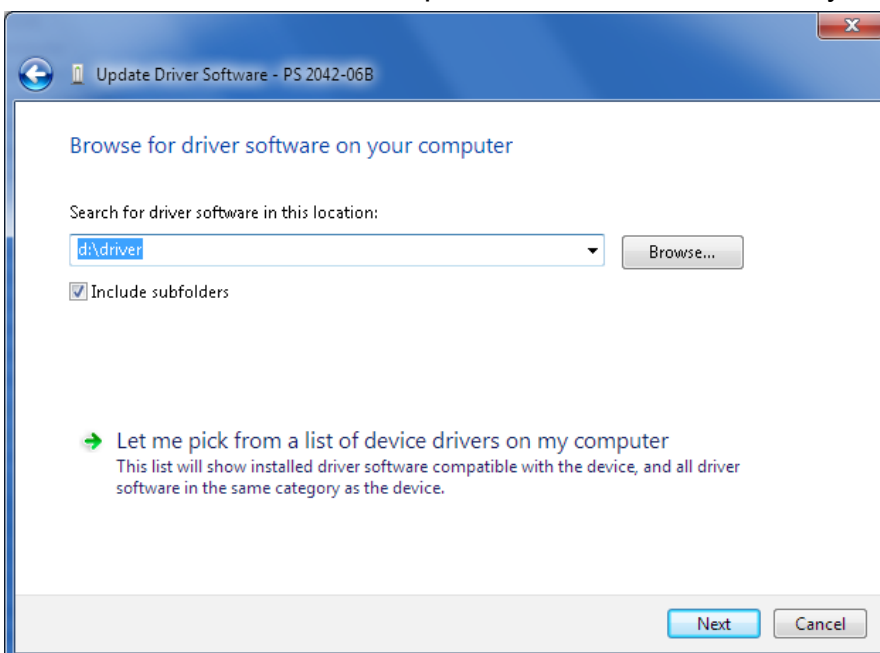 Update Driver Software - PS 2042-06B
Browse for driver software on your computer
Search for driver software in this location:
d:\driver
Browse...
Include subfolders
Let me pick from a list of device drivers on my computer
This list will show installed driver software compatible with the device, and all driver
software in the same category as the device.
Next
Cancel